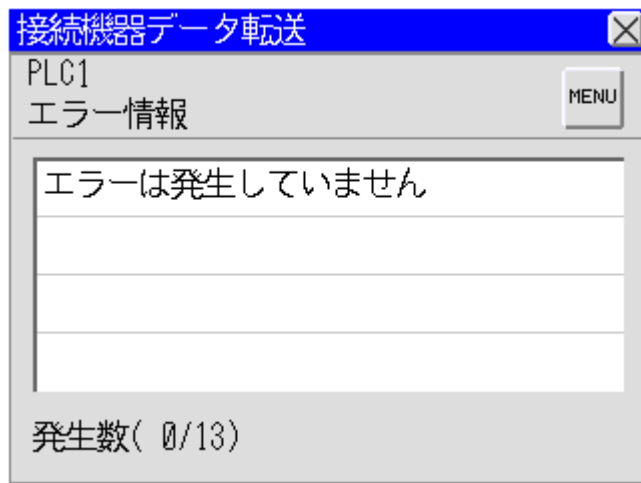 接続機器データ転送
PLC1
エラー情報
MENU
エラーは発生していません
発生数( 0/13)